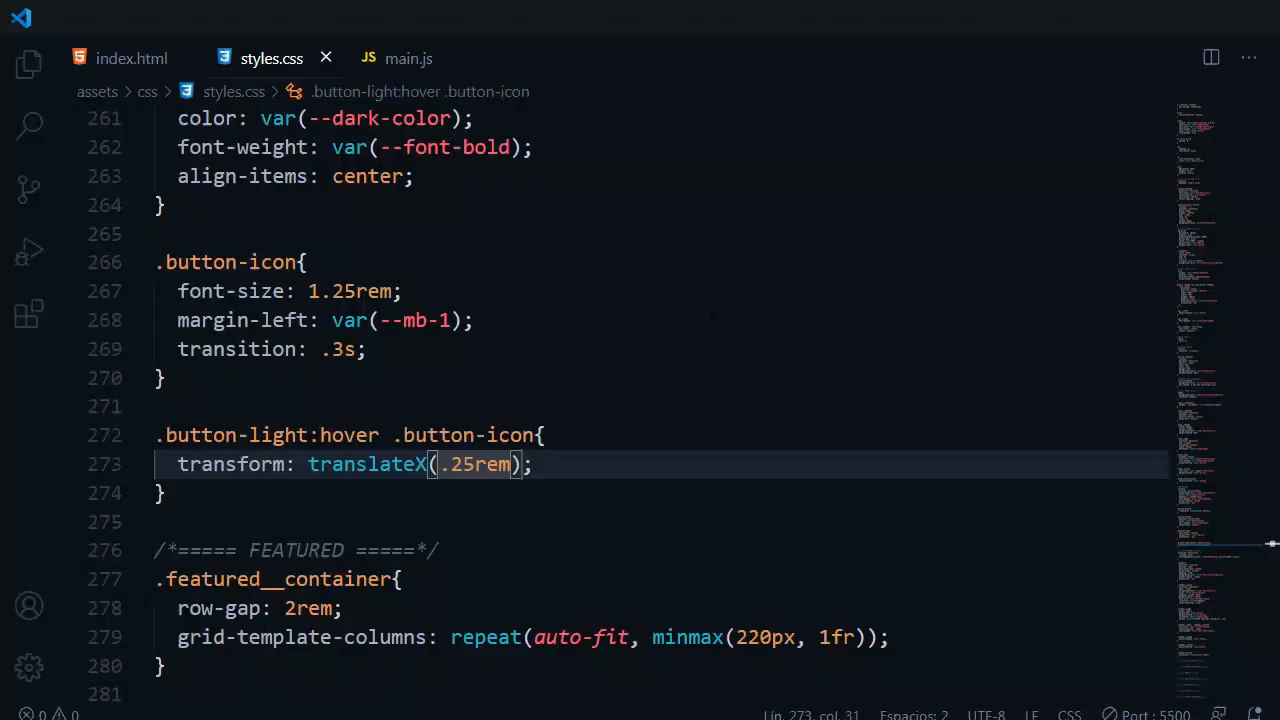 index.html
styles.css
JS main.js
assets > css > styles.css > .button-light:hover .button-icon
261 color: var(--dark-color);
262 font-weight: var(--font-bold);
263 align-items: center;
264 }
265
266 .button-icon{
267 font-size: 1.25rem;
268 margin-left: var(--mb-1);
269 transition: .3s;
270 }
271
272 .button-light:hover .button-icon{
273 transform: translateX(.25rem);
274 }
275
276 /*===== FEATURED =====*/
277 .featured__container{
278 row-gap: 2rem;
279 grid-template-columns: repeat(auto-fit, minmax(220px, 1fr));
280 }
281
0 0 Lín. 273, col. 31 Espacios: 2 UTF-8 LF CSS Port : 5500